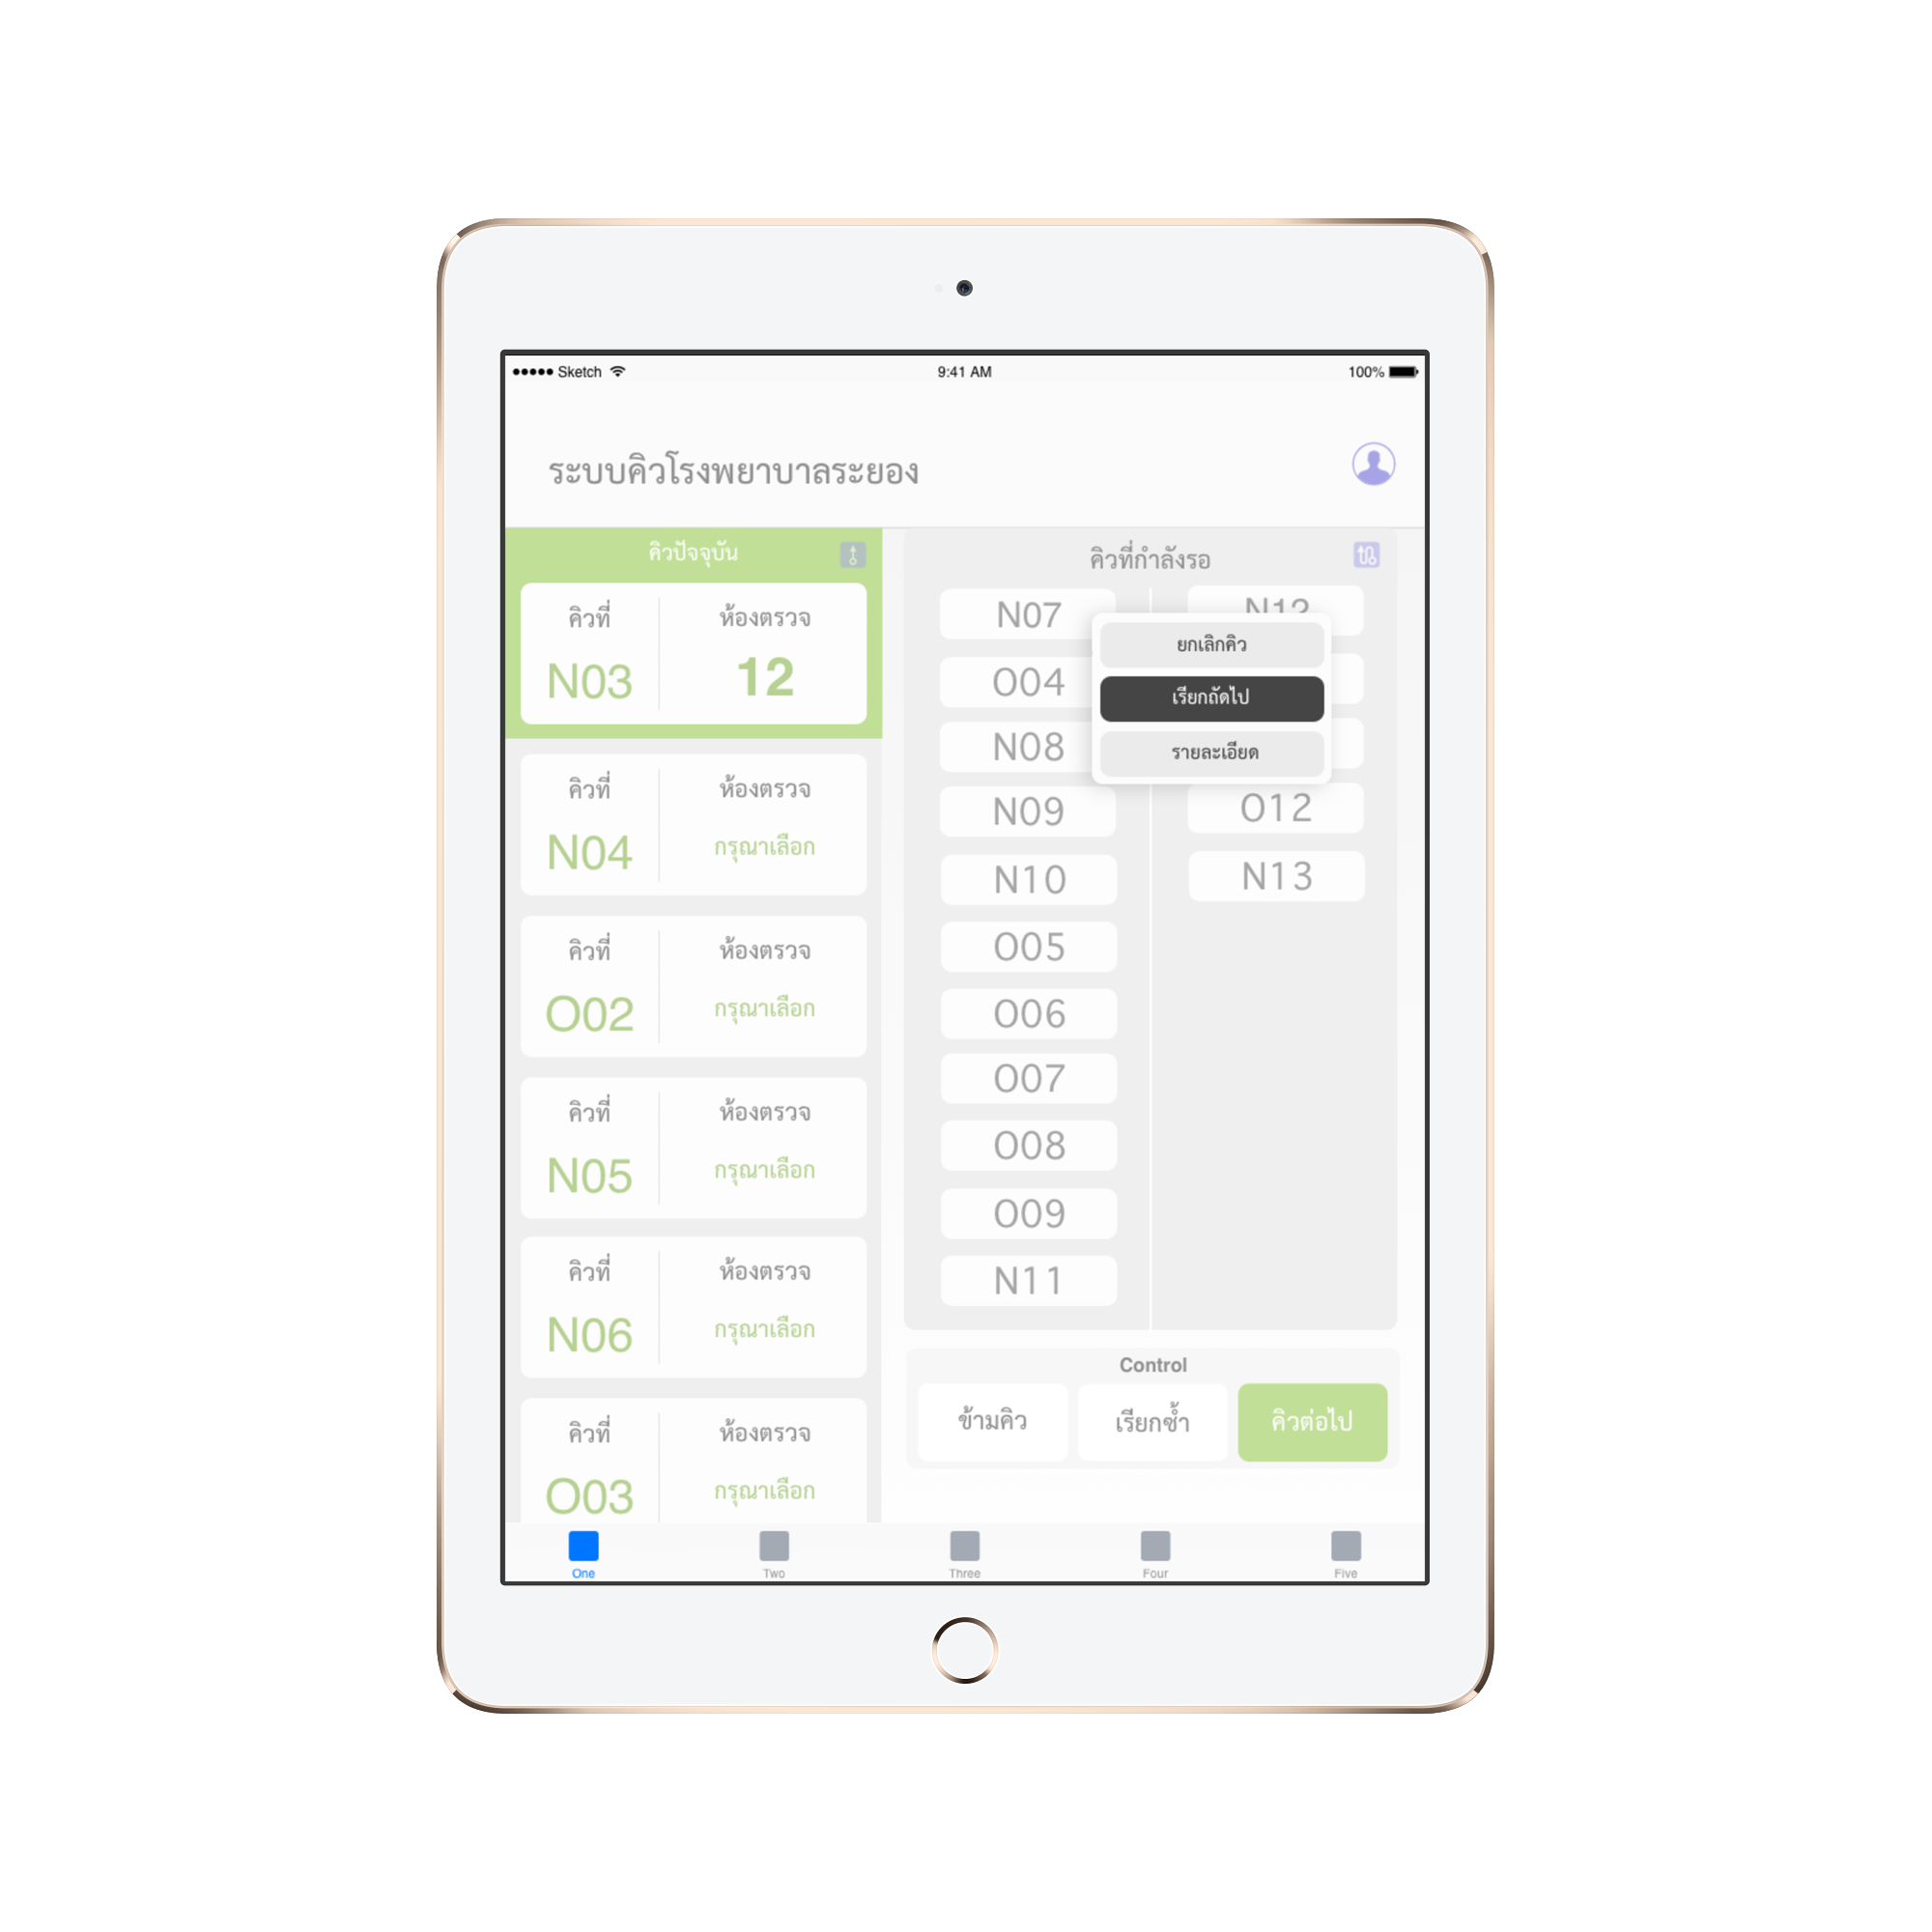 Sketch
9:41 AM
100%
ระบบคิวโรงพยาบาลระยอง
คิวปัจจุบัน
คิวที่
ห้องตรวจ
N03
12
คิวที่
ห้องตรวจ
N04
กรุณาเลือก
คิวที่
ห้องตรวจ
O02
กรุณาเลือก
คิวที่
ห้องตรวจ
N05
กรุณาเลือก
คิวที่
ห้องตรวจ
N06
กรุณาเลือก
คิวที่
ห้องตรวจ
O03
กรุณาเลือก
คิวที่กำลังรอ
N07
O04
N08
N09
N10
O05
O06
O07
O08
O09
N11
O12
N13
ยกเลิกคิว
เรียกถัดไป
รายละเอียด
Control
ข้ามคิว
เรียกซ้ำ
คิวต่อไป
One
Two
Three
Four
Five